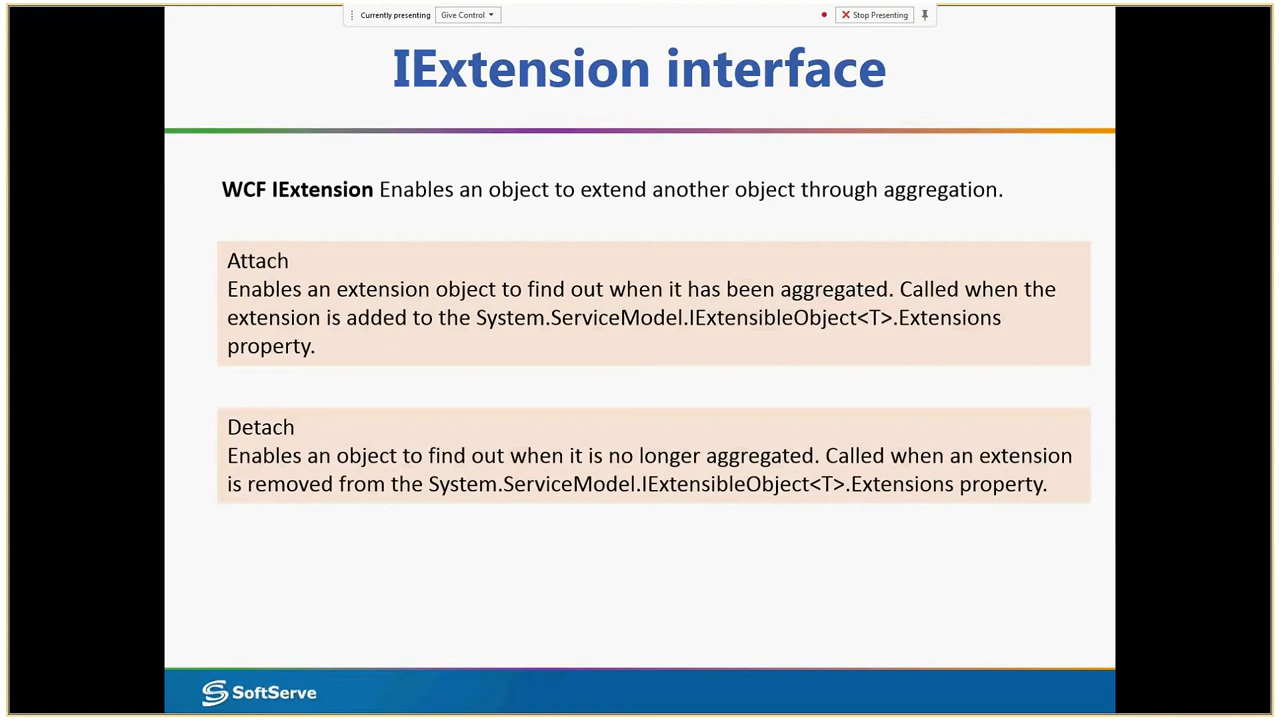 Currently presenting Give Control Stop Presenting
IExtension interface
WCF IExtension Enables an object to extend another object through aggregation.
Attach
Enables an extension object to find out when it has been aggregated. Called when the
extension is added to the System.ServiceModel.IExtensibleObject<T>.Extensions
property.
Detach
Enables an object to find out when it is no longer aggregated. Called when an extension
is removed from the System.ServiceModel.IExtensibleObject<T>.Extensions property.
SoftServe